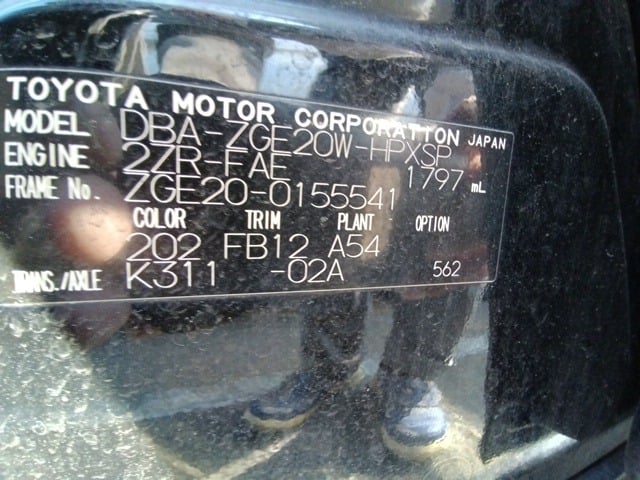 TOYOTA MOTOR CORPORATION JAPAN
MODEL DBA-ZGE20W-HPXSP
ENGINE 2ZR-FAE 1797 mL
FRAME No. ZGE20-0155541
COLOR TRIM PLANT OPTION
202 FB12 A54
TRANS./AXLE K311 -02A 562